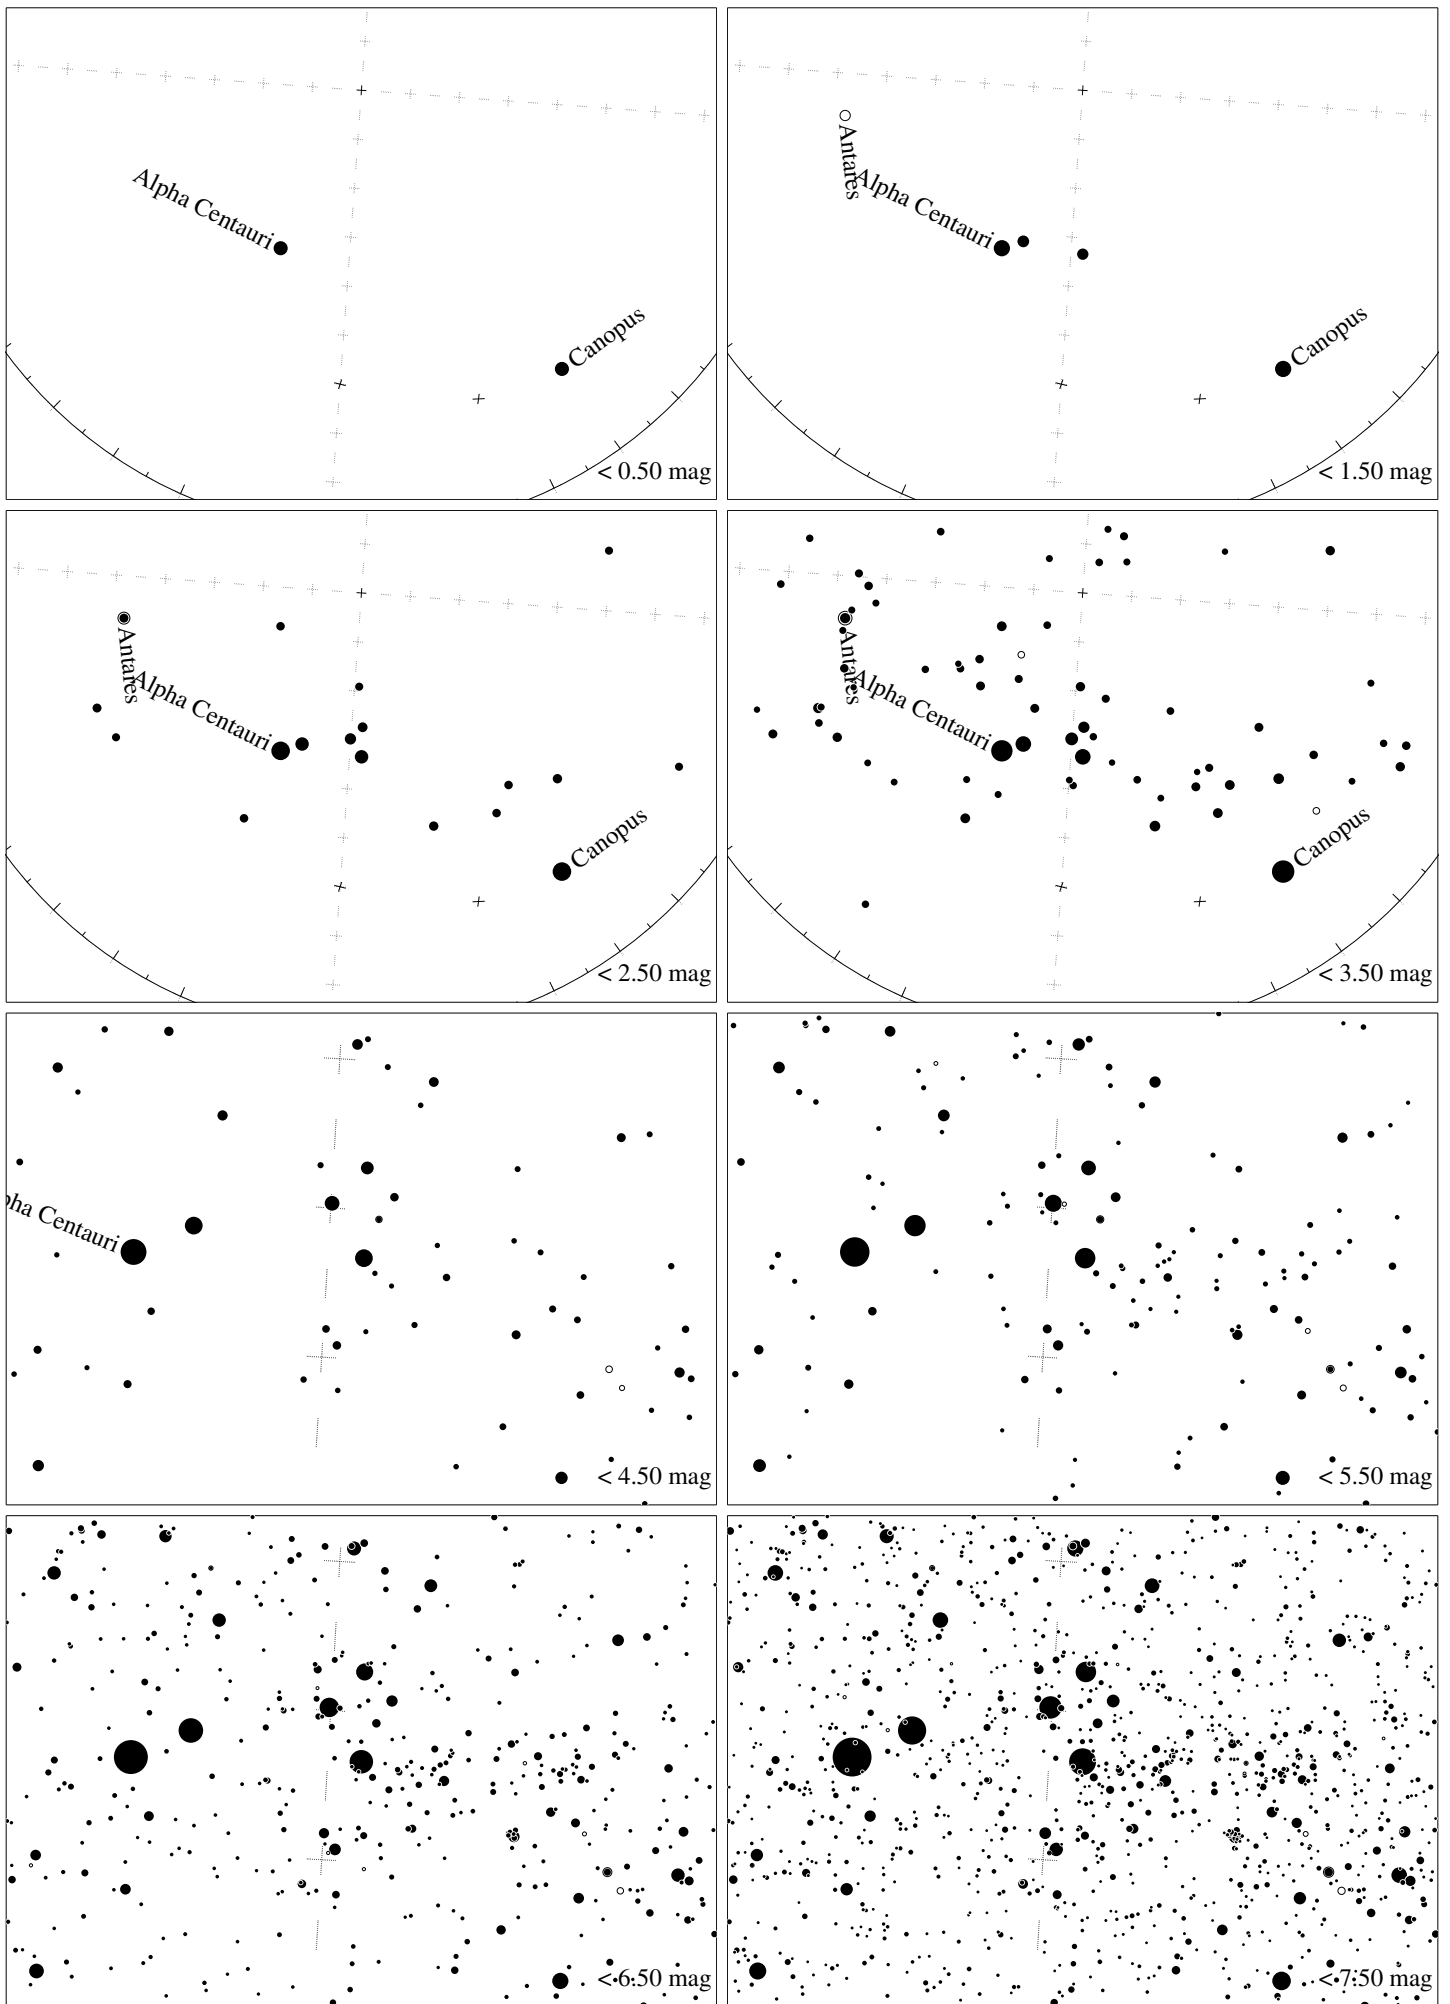 Alpha Centauri
Canopus
< 0.50 mag
Antares
Alpha Centauri
Canopus
< 1.50 mag
Antares
Alpha Centauri
Canopus
< 2.50 mag
Antares
Alpha Centauri
Canopus
< 3.50 mag
pha Centauri
< 4.50 mag
< 5.50 mag
< 6.50 mag
< 7.50 mag